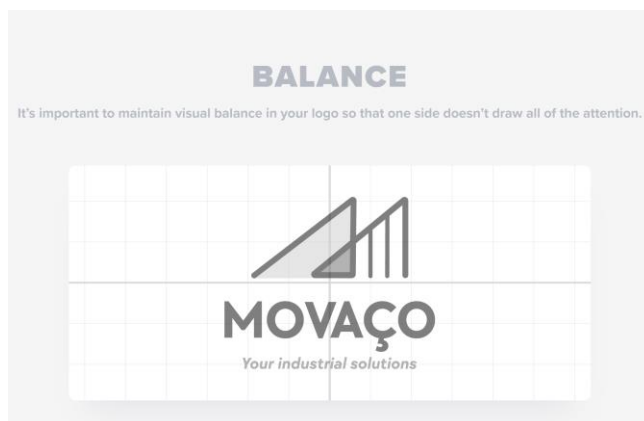 BALANCE
It's important to maintain visual balance in your logo so that one side doesn't draw all of the attention.
MOVAÇO
Your industrial solutions